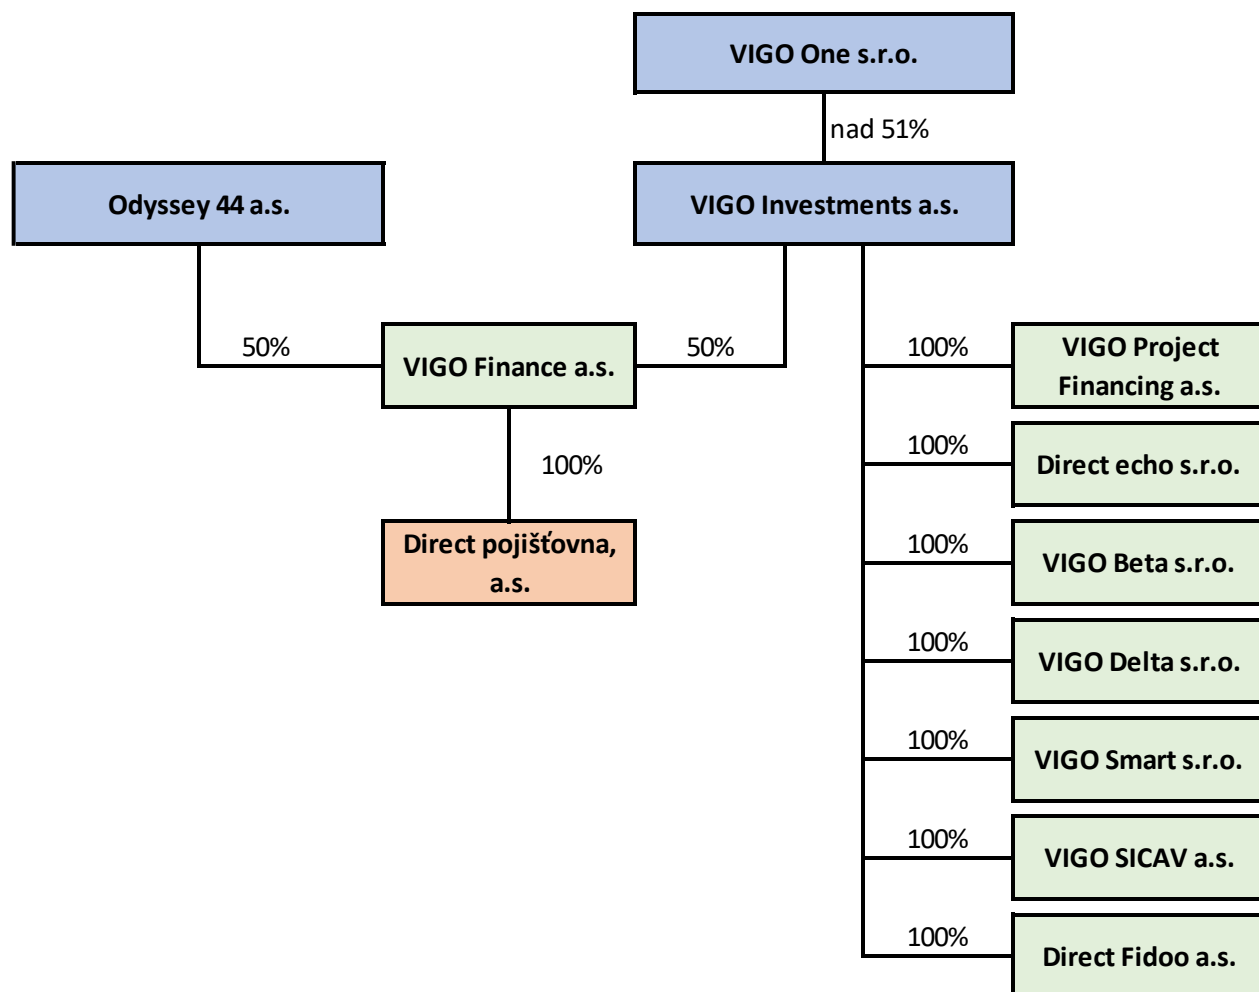 VIGO One s.r.o.
nad 51%
Odyssey 44 a.s.
VIGO Investments a.s.
50%
VIGO Finance a.s.
50%
100%
VIGO Project
Financing a.s.
100%
Direct echo s.r.o.
100%
Direct pojišťovna,
a.s.
100%
VIGO Beta s.r.o.
100%
VIGO Delta s.r.o.
100%
VIGO Smart s.r.o.
100%
VIGO SICAV a.s.
100%
Direct Fidoo a.s.